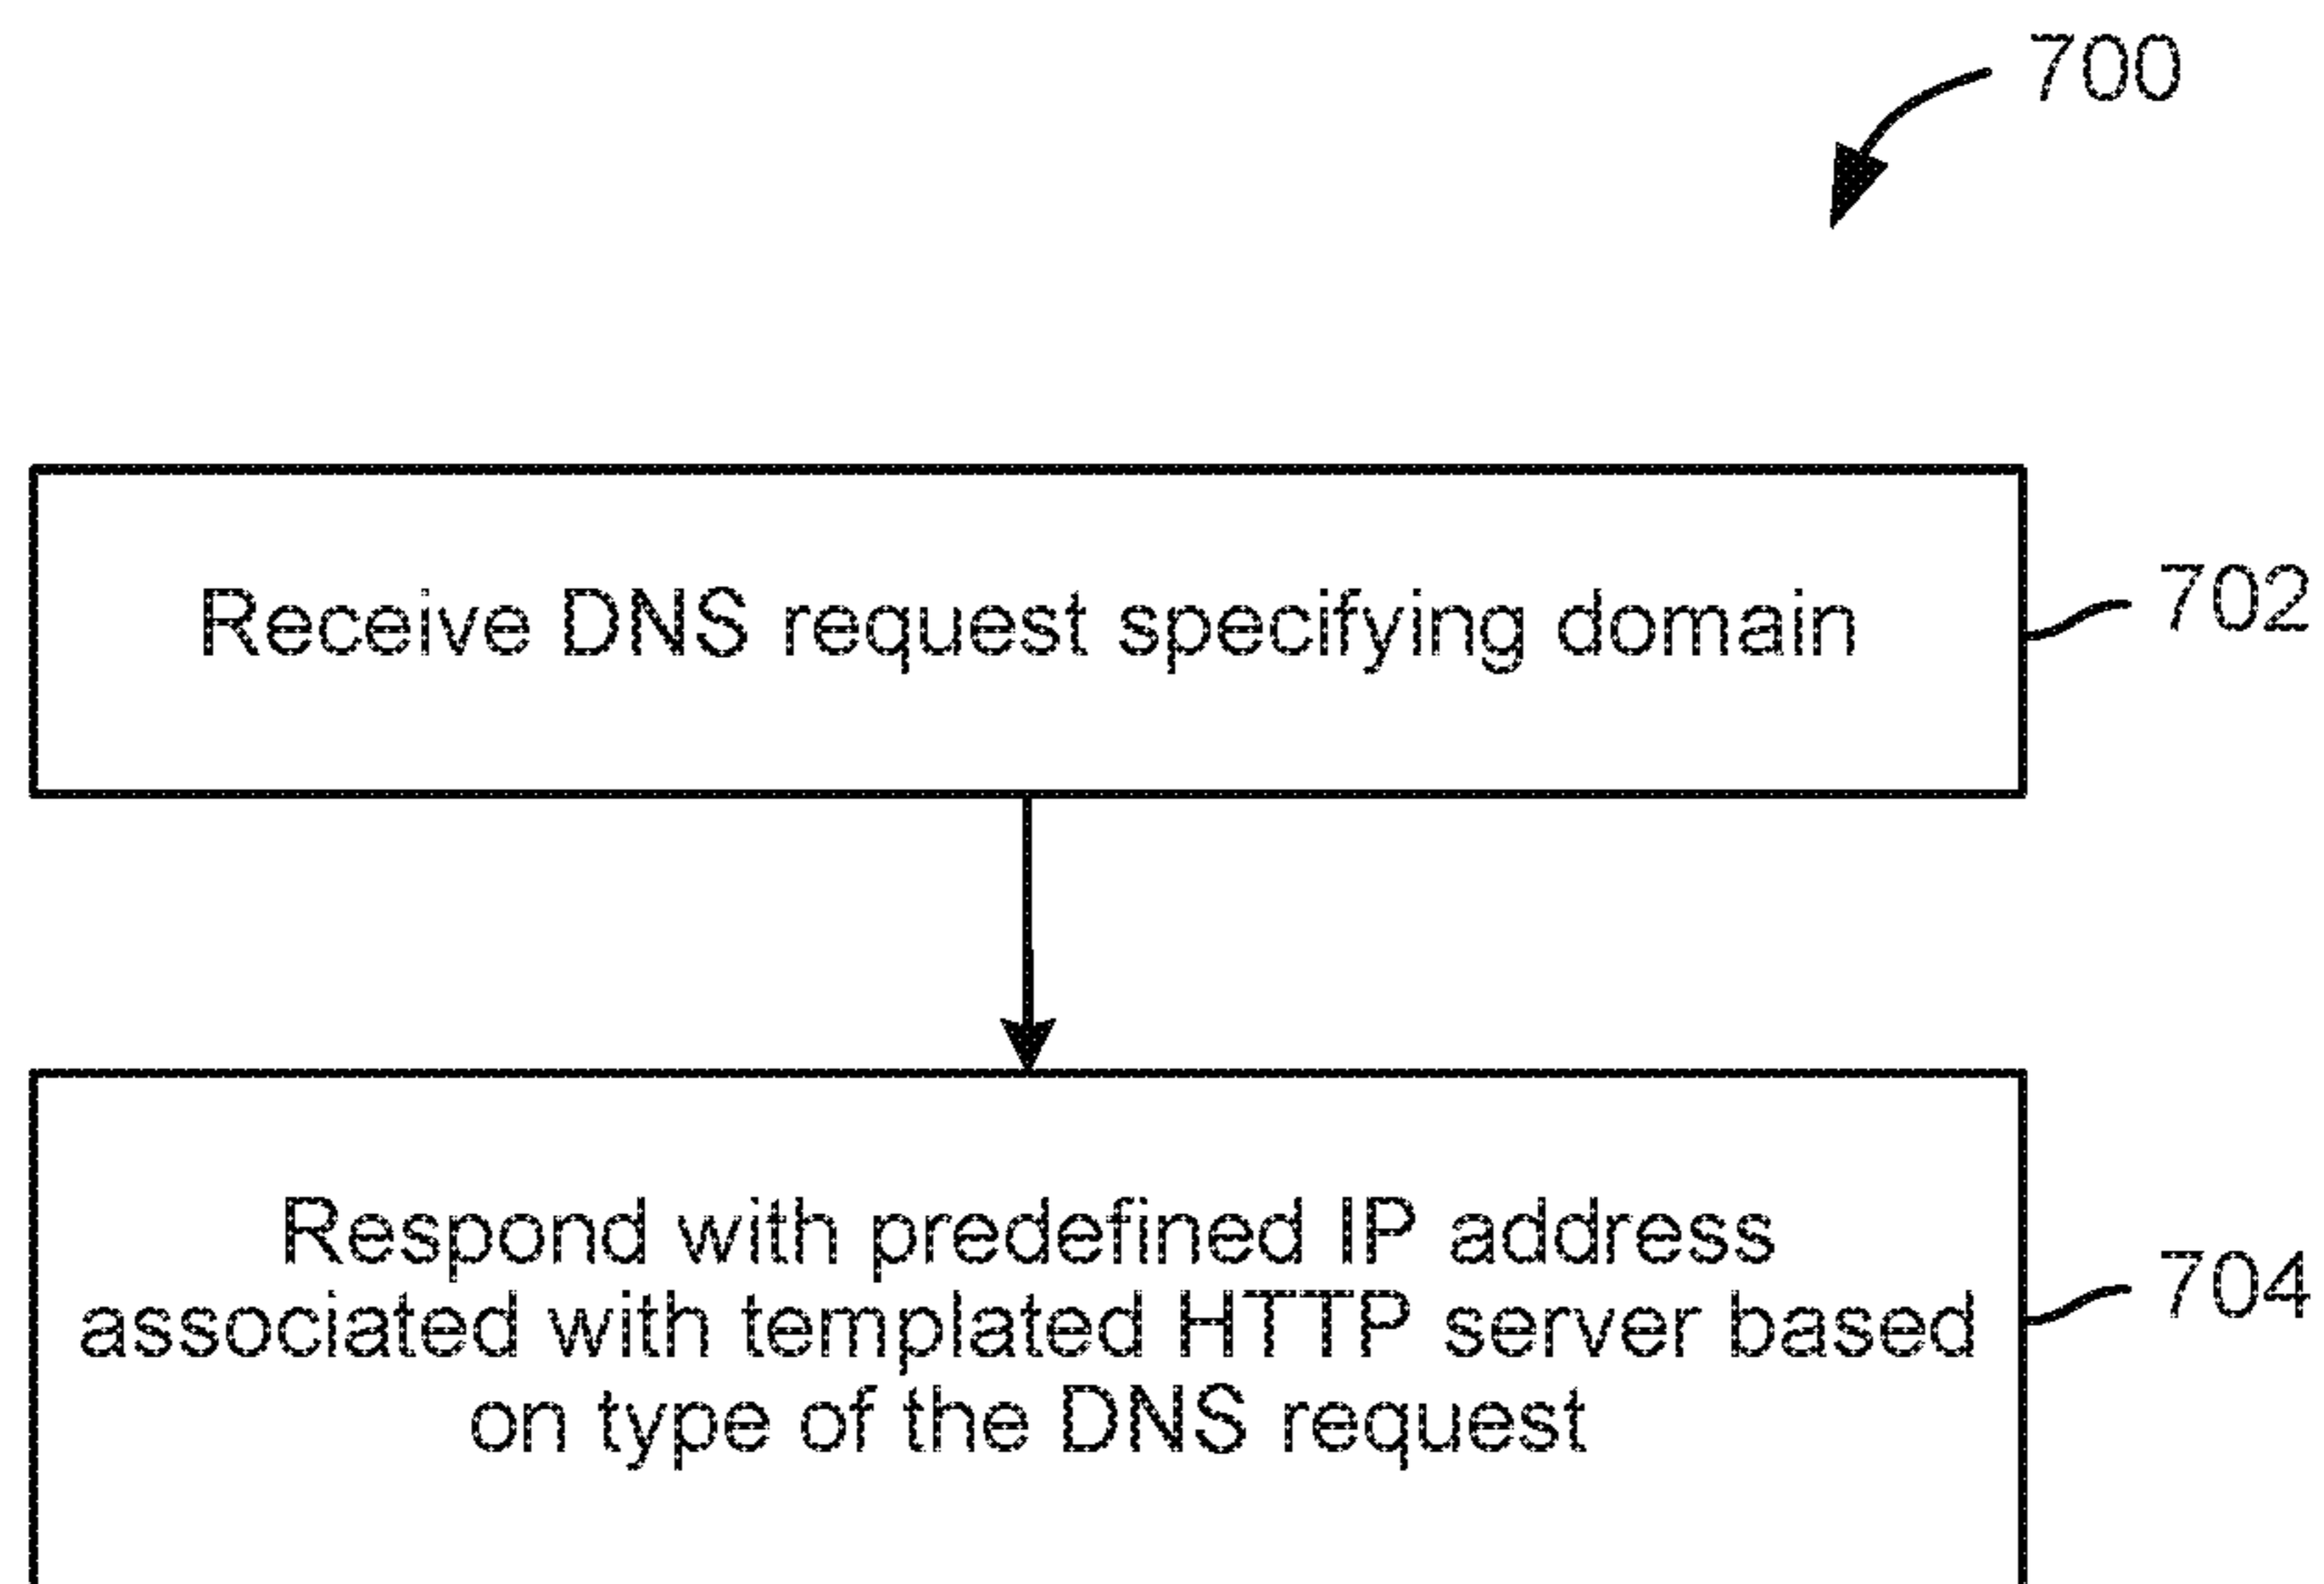 700
Receive DNS request specifying domain
702
Respond with predefined IP address
associated with templated HTTP server based
on type of the DNS request
704